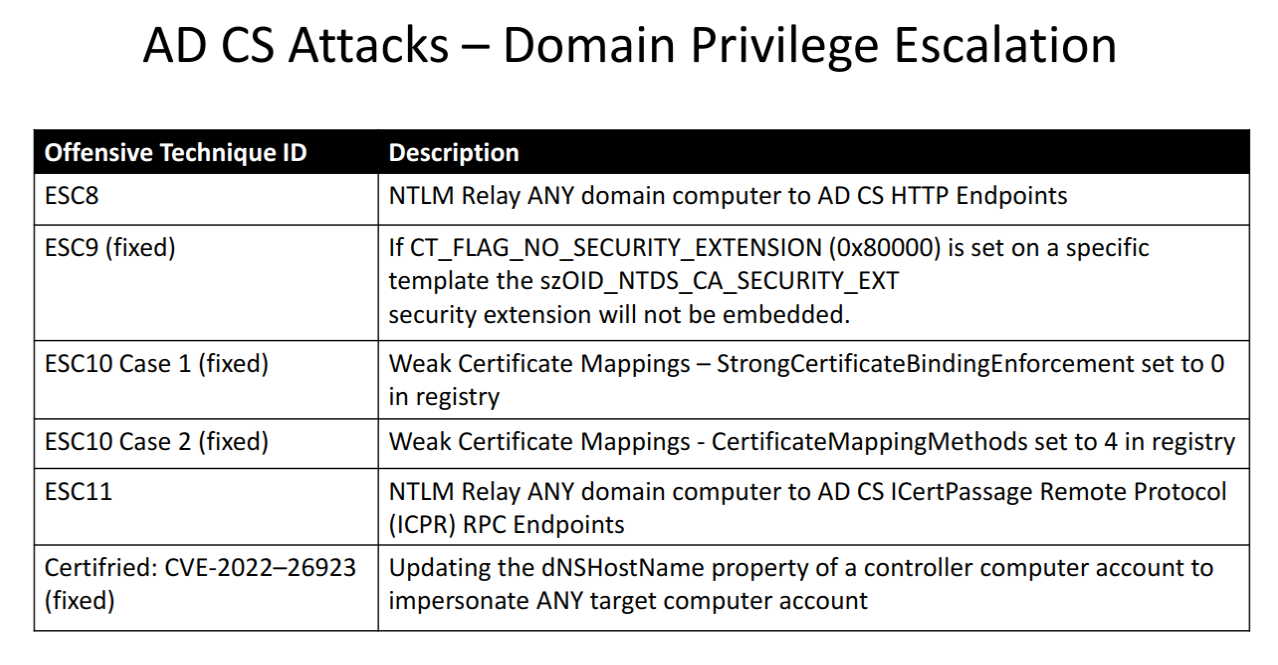 AD CS Attacks – Domain Privilege Escalation
Offensive Technique ID
Description
ESC8
NTLM Relay ANY domain computer to AD CS HTTP Endpoints
ESC9 (fixed)
If CT_FLAG_NO_SECURITY_EXTENSION (0x80000) is set on a specific
template the szOID_NTDS_CA_SECURITY_EXT
security extension will not be embedded.
ESC10 Case 1 (fixed)
Weak Certificate Mappings – StrongCertificateBindingEnforcement set to 0
in registry
ESC10 Case 2 (fixed)
Weak Certificate Mappings - CertificateMappingMethods set to 4 in registry
ESC11
NTLM Relay ANY domain computer to AD CS ICertPassage Remote Protocol
(ICPR) RPC Endpoints
Certifried: CVE-2022–26923
(fixed)
Updating the dNSHostName property of a controller computer account to
impersonate ANY target computer account